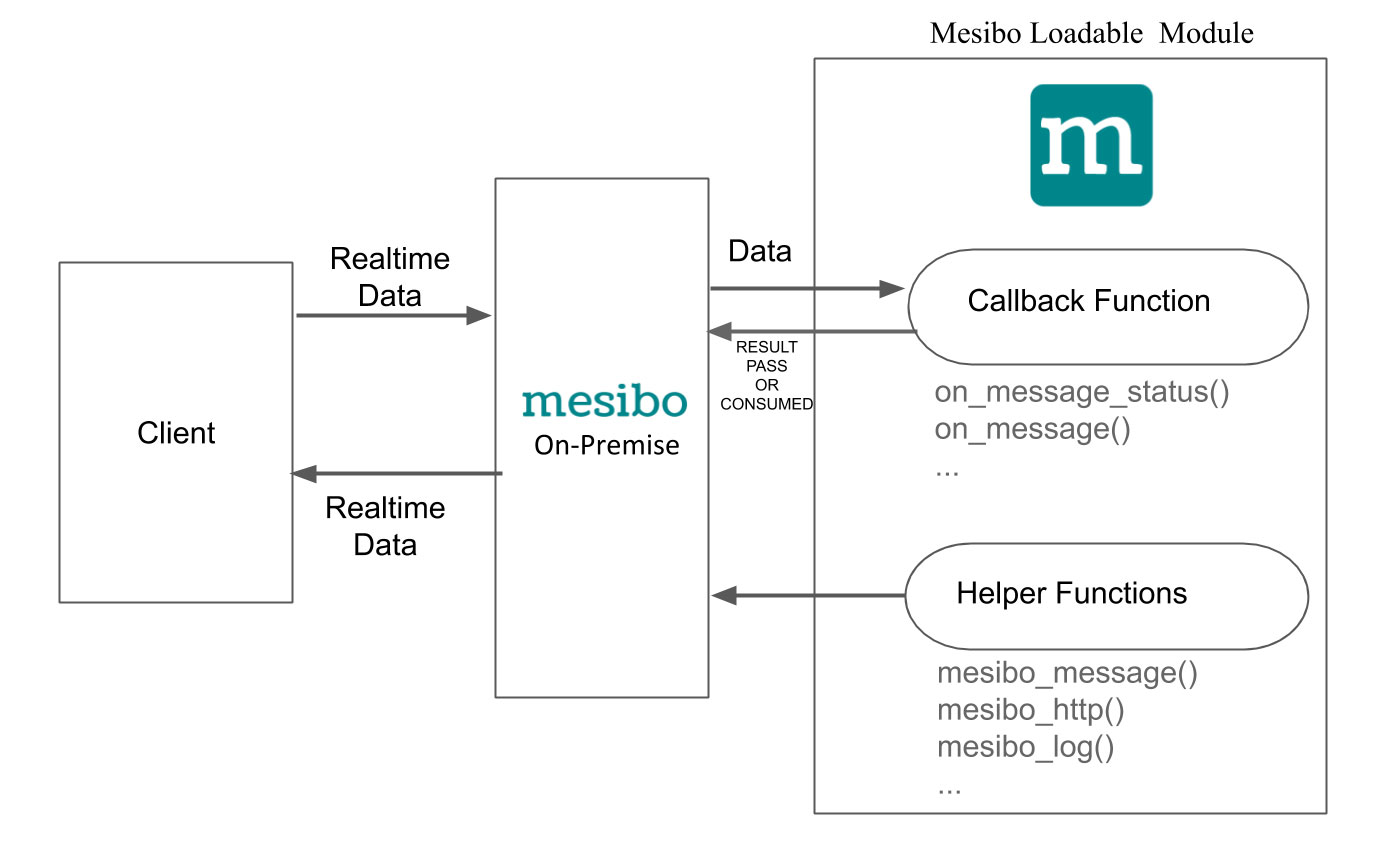 Mesibo Loadable Module
m
Realtime
Data
Data
Callback Function
RESULT
PASS
OR
CONSUMED
on_message_status()
on_message()
...
Client
mesibo
On-Premise
Realtime
Data
Helper Functions
mesibo_message()
mesibo_http()
mesibo_log()
...